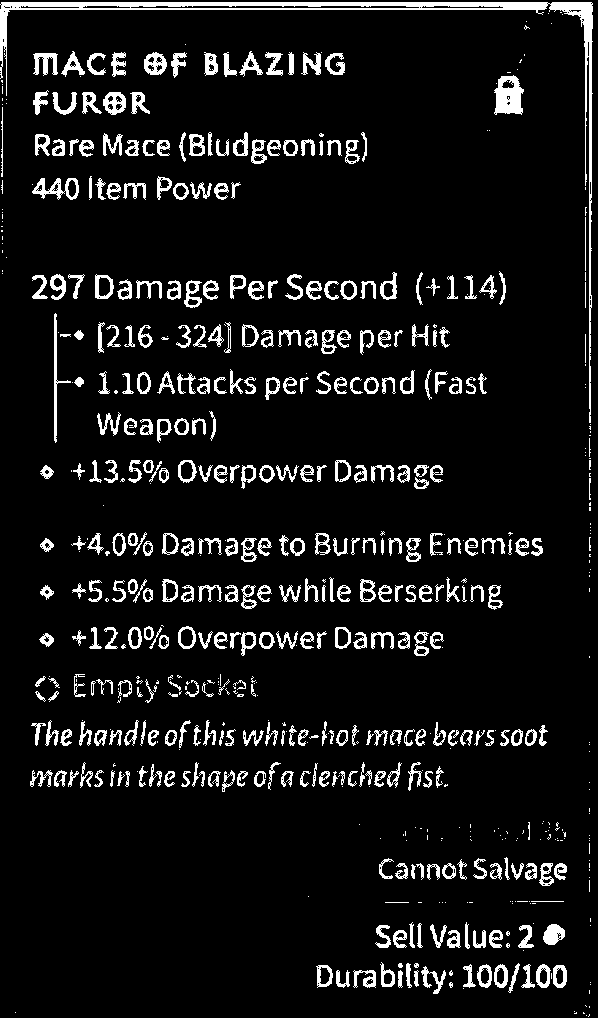 MACE OF BLAZING
FUROR
Rare Mace (Bludgeoning)
440 Item Power
297 Damage Per Second (+114)
[216 - 324] Damage per Hit
1.10 Attacks per Second (Fast
Weapon)
+13.5% Overpower Damage
+4.0% Damage to Burning Enemies
+5.5% Damage while Berserking
+12.0% Overpower Damage
Empty Socket
The handle of this white-hot mace bears soot
marks in the shape of a clenched fist.
35
Cannot Salvage
Sell Value: 2
Durability: 100/100